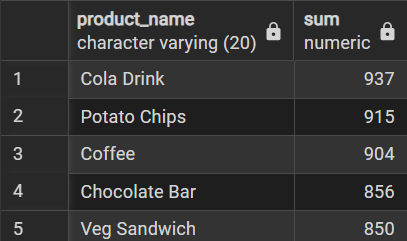 product_name sum
character varying (20) numeric
1 Cola Drink 937
2 Potato Chips 915
3 Coffee 904
4 Chocolate Bar 856
5 Veg Sandwich 850